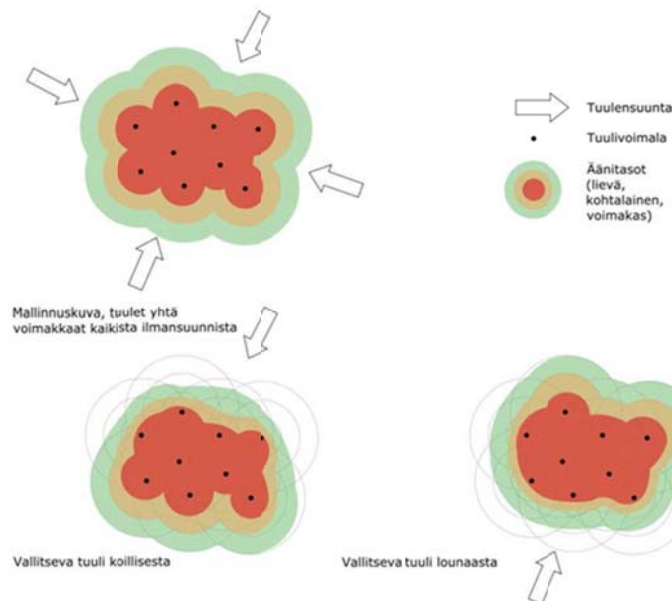 Tuulensuunta
Tuulivoimala
Äänitasot
(lievä,
kohtalainen,
voimakas)
Mallinnuskuva, tuulet yhtä
voimakkaat kaikista ilmansuunnista
Vallitseva tuuli koillisesta
Vallitseva tuuli lounaasta